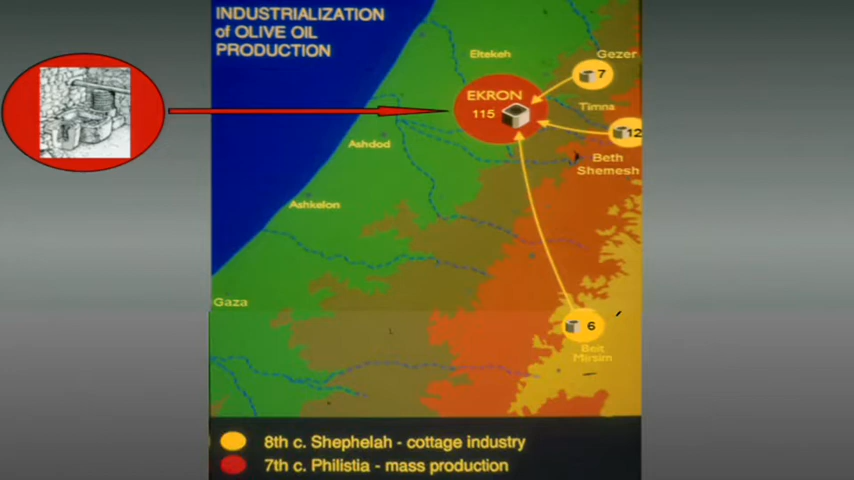 INDUSTRIALIZATION
of OLIVE OIL
PRODUCTION
Eltekeh
Gezer
7
EKRON
115
Timna
12
Ashdod
Beth
Shemesh
Ashkelon
Gaza
6
Beit
Mirsim
8th c. Shephelah - cottage industry
7th c. Philistia - mass production